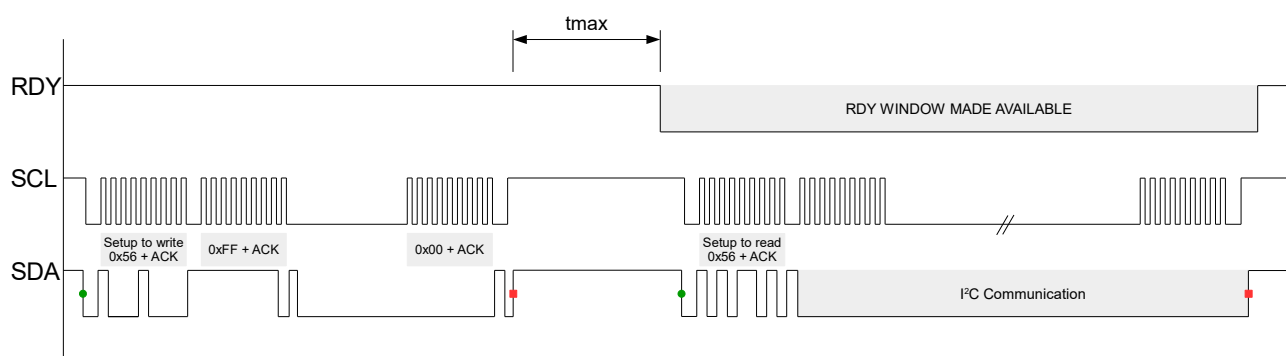 tmax
RDY
RDY WINDOW MADE AVAILABLE
SCL
Setup to write
0x56 + ACK
0xFF + ACK
0x00 + ACK
Setup to read
0x56 + ACK
SDA
I²C Communication